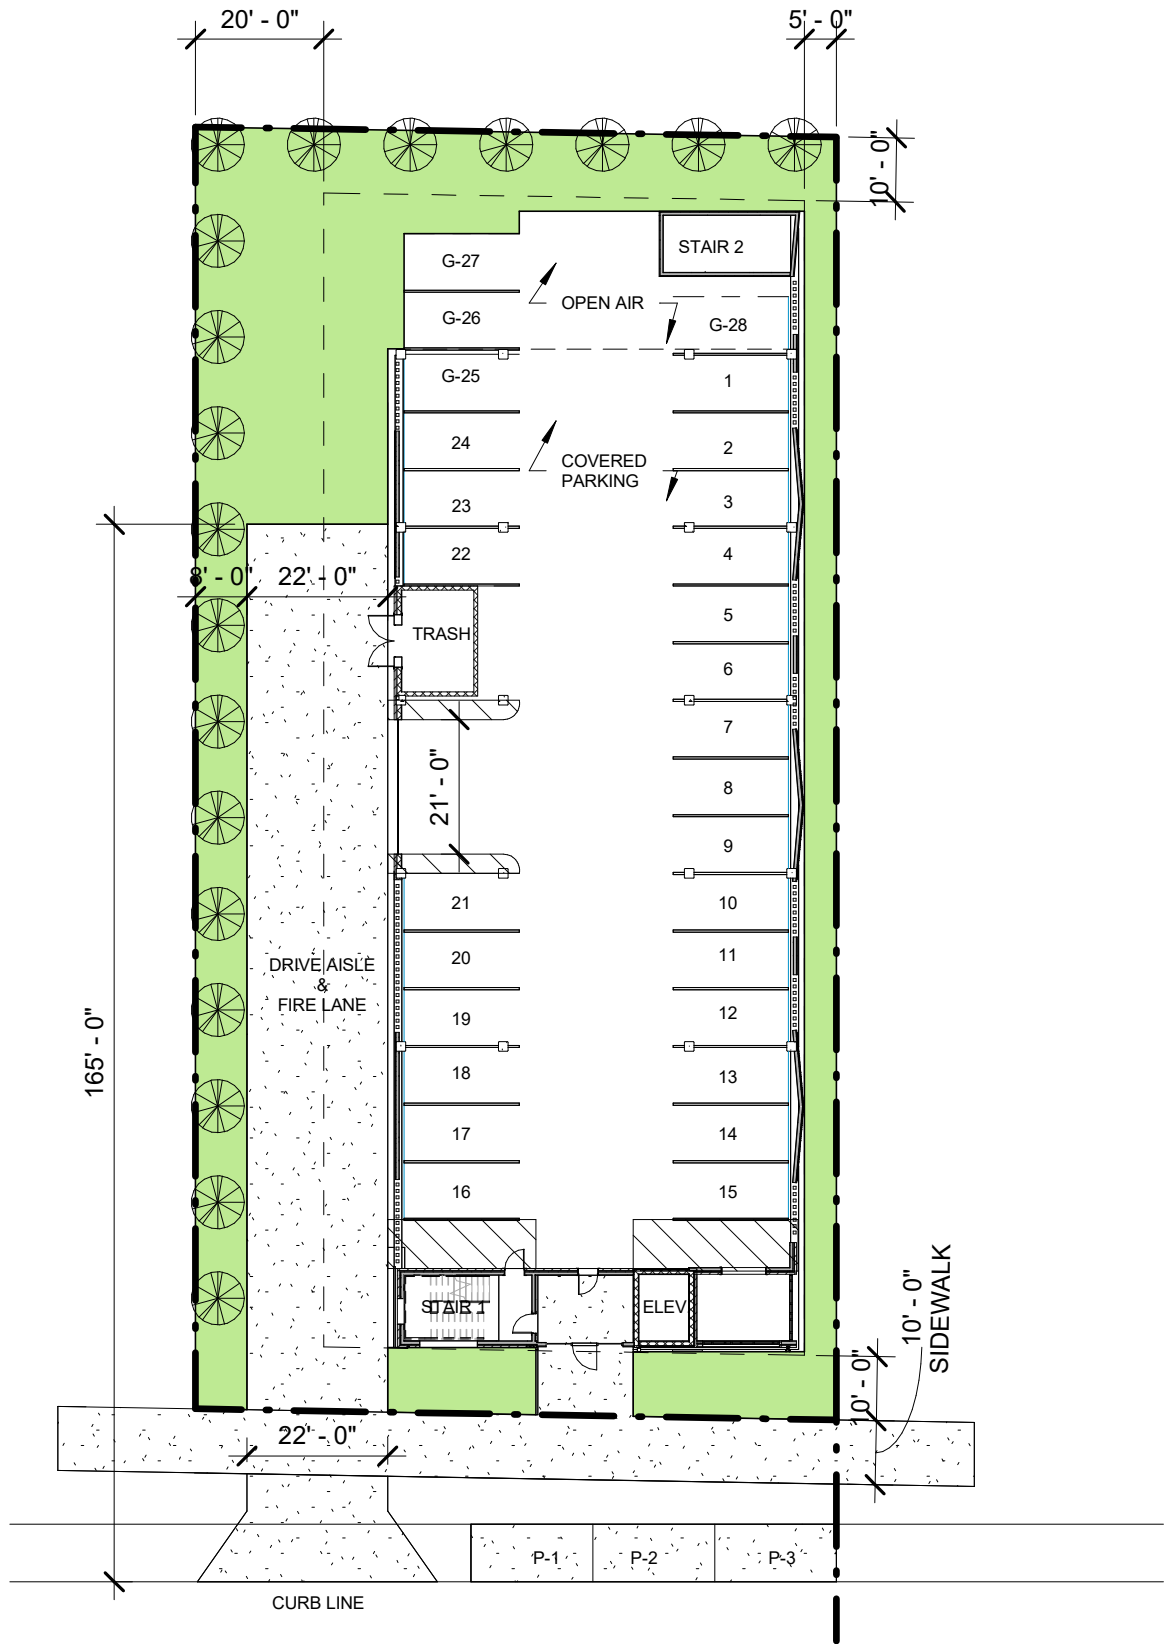 20' - 0"
5' - 0"
10' - 0"
STAIR 2
G-27
OPEN AIR
G-26
G-28
G-25
1
24
2
COVERED
PARKING
23
3
22
4
8' - 0"
22' - 0"
5
TRASH
6
7
21' - 0"
8
9
21
10
20
11
DRIVE AISLE
&
FIRE LANE
19
12
165' - 0"
18
13
17
14
16
15
STAIR 1
ELEV
10' - 0"
SIDEWALK
10' - 0"
22' - 0"
P-1
P-2
P-3
CURB LINE